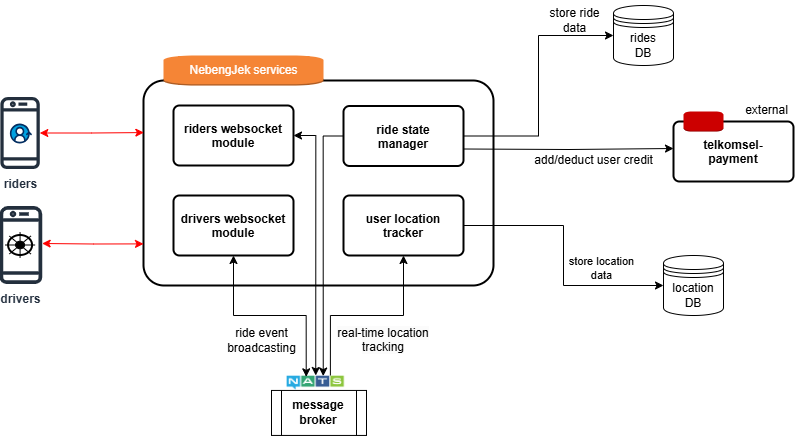 store ride
data
rides
DB
NebengJek services
external
riders websocket
module
ride state
manager
telkomsel-
payment
add/deduct user credit
riders
drivers websocket
module
user location
tracker
store location
data
location
DB
drivers
ride event
broadcasting
real-time location
tracking
NATS
message
broker